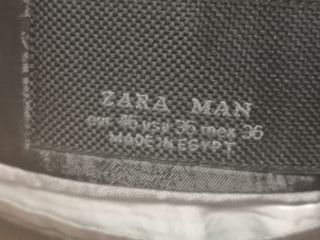 ZARA MAN
eur 46 usa 36 mex 36
MADE IN EGYPT